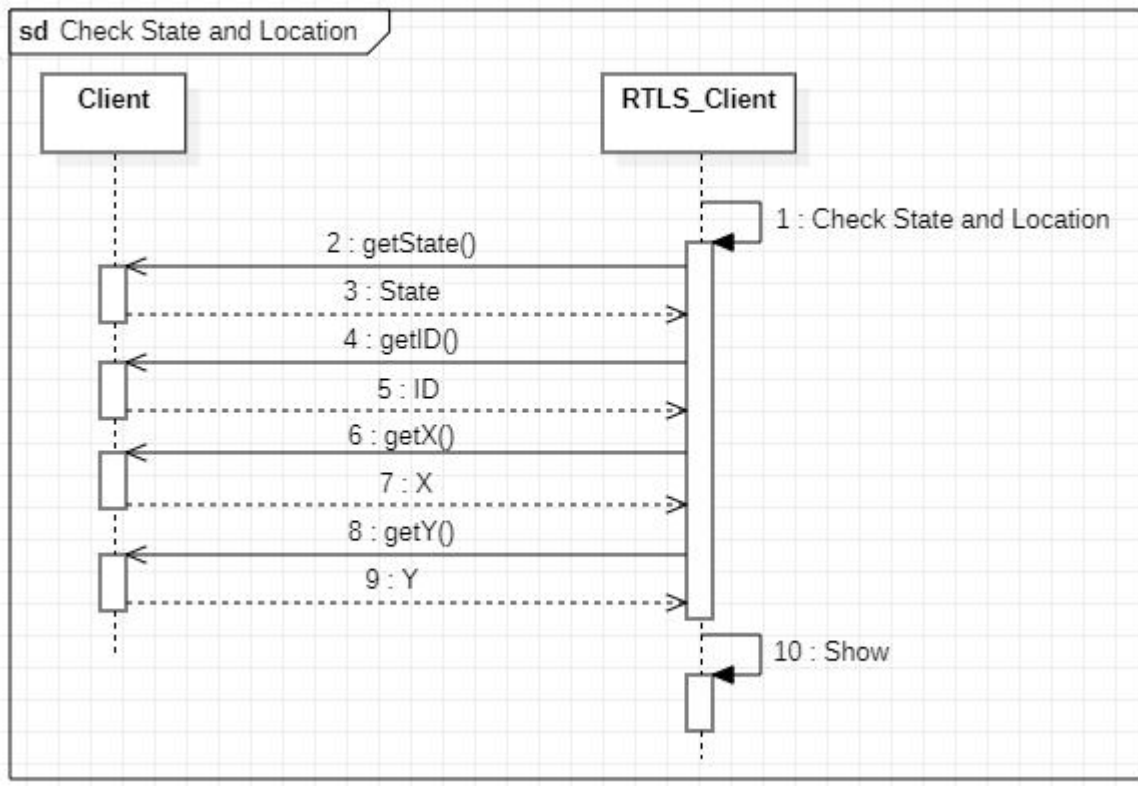 sd Check State and Location
Client
RTLS_Client
1 : Check State and Location
2 : getState()
3 : State
4 : getID()
5 : ID
6 : getX()
7 : X
8 : getY()
9 : Y
10 : Show